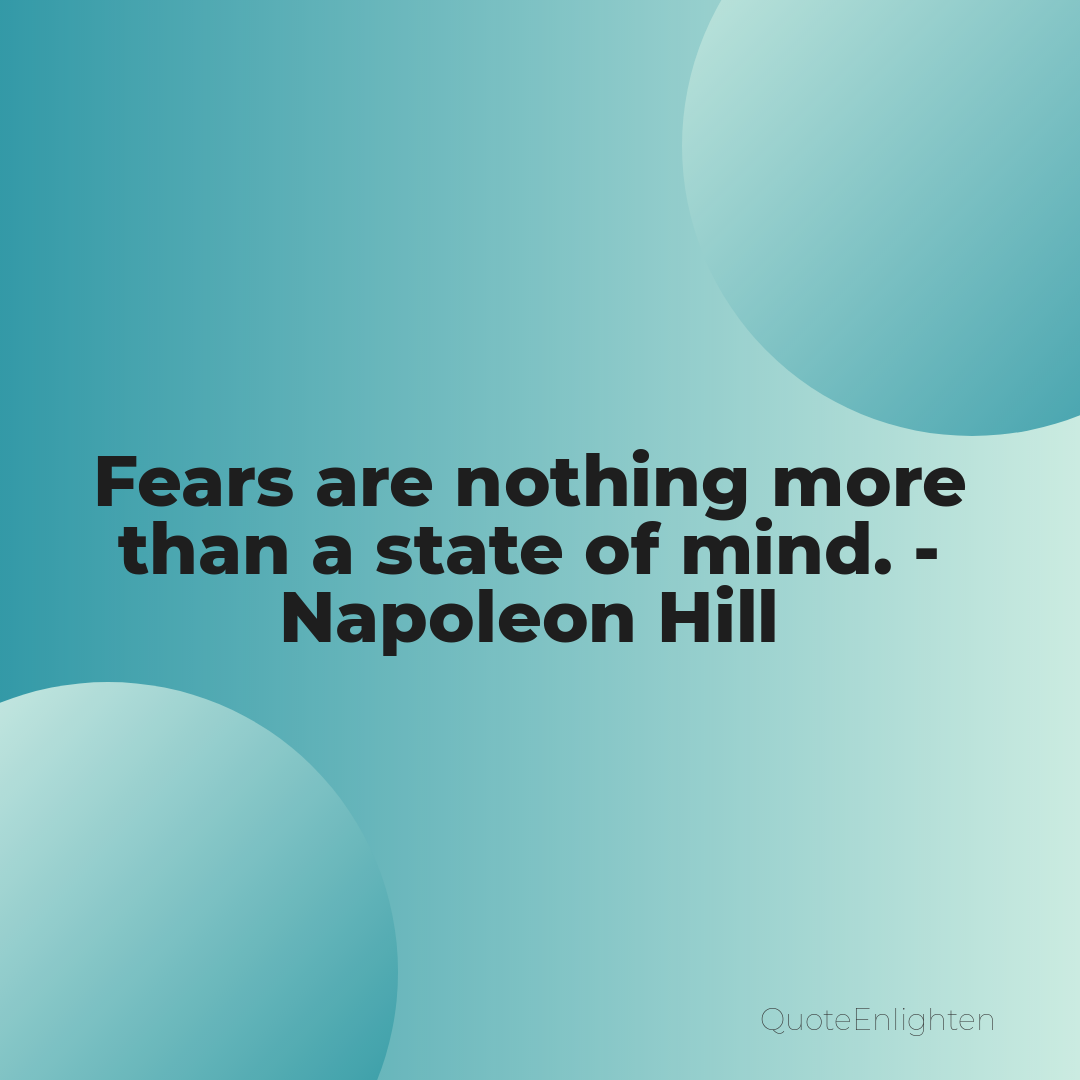 Fears are nothing more
than a state of mind. -
Napoleon Hill
QuoteEnlighten